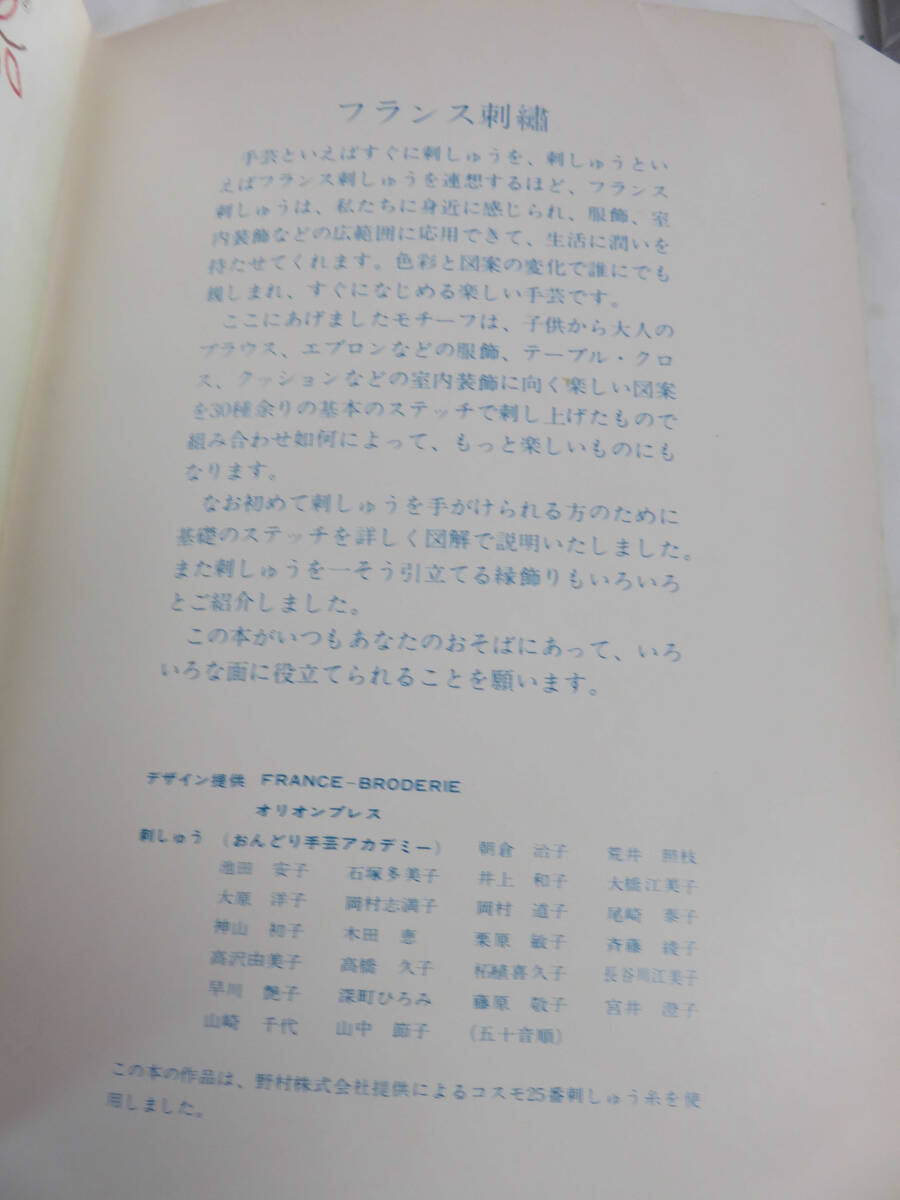 フランス刺繡
手芸といえばすぐに刺しゅうを、刺しゅうとい
えばフランス刺しゅうを連想するほど、フランス
刺しゅうは、私たちに身近に感じられ、服飾、室
内装飾などの広範囲に応用できて、生活に潤いを
持たせてくれます。色彩と図案の変化で誰にでも
親しまれ、すぐになじめる楽しい手芸です。
ここにあげましたモチーフは、子供から大人の
ブラウス、エプロンなどの服飾、テーブル・クロ
ス、クッションなどの室内装飾に向く楽しい図案
を30種余りの基本のステッチで刺し上げたもので
組み合わせ如何によって、もっと楽しいものにも
なります。
なお初めて刺しゅうを手がけられる方のために
基礎のステッチを詳しく図解で説明いたしました。
また刺しゅうを一そう引立てる縁飾りもいろいろ
とご紹介しました。
この本がいつもあなたのおそばにあって、いろ
いろな面に役立てられることを願います。
デザイン提供 FRANCE-BRODERIE
オリオンプレス
刺しゅう (おんどり手芸アカデミー) 朝倉 治子 荒井 照枝
池田 安子 石塚多美子 井上 和子 大橋江美子
大原 洋子 岡村志満子 岡村 道子 尾崎 泰子
神山 初子 木田 恵 栗原 敏子 斉藤 綾子
高沢由美子 高橋 久子 柘植喜久子 長谷川江美子
早川 艶子 深町ひろみ 藤原 敬子 宮井 澄子
山崎 千代 山中 節子 (五十音順)
この本の作品は、野村株式会社提供によるコスモ25番刺しゅう糸を使
用しました。